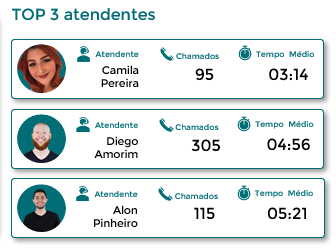 TOP 3 atendentes
Atendente Chamados Tempo Médio
Camila Pereira 95 03:14
Atendente Chamados Tempo Médio
Diego Amorim 305 04:56
Atendente Chamados Tempo Médio
Alon Pinheiro 115 05:21